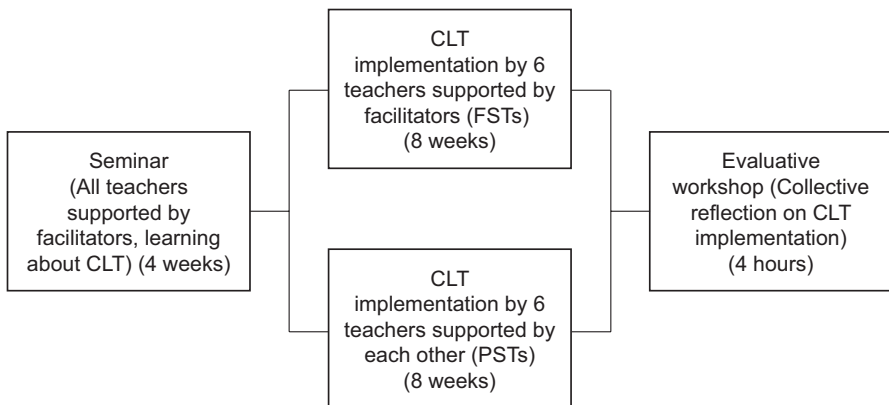 Seminar
(All teachers
supported by
facilitators, learning
about CLT) (4 weeks)
CLT
implementation by 6
teachers supported by
facilitators (FSTs)
(8 weeks)
CLT
implementation by 6
teachers supported by
each other (PSTs)
(8 weeks)
Evaluative
workshop (Collective
reflection on CLT
implementation)
(4 hours)